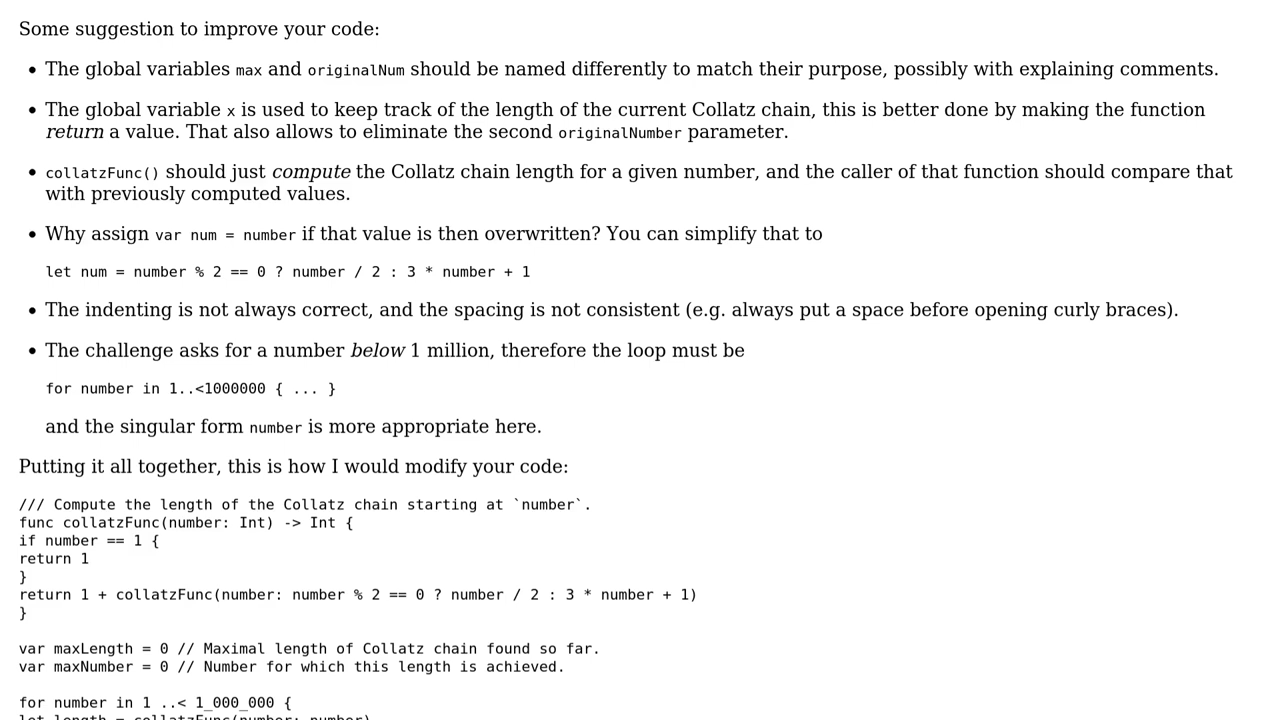 Some suggestion to improve your code:
• The global variables max and originalNum should be named differently to match their purpose, possibly with explaining comments.
• The global variable x is used to keep track of the length of the current Collatz chain, this is better done by making the function
return a value. That also allows to eliminate the second originalNumber parameter.
• collatzFunc() should just compute the Collatz chain length for a given number, and the caller of that function should compare that
with previously computed values.
• Why assign var num = number if that value is then overwritten? You can simplify that to
let num = number % 2 == 0 ? number / 2 : 3 * number + 1
• The indenting is not always correct, and the spacing is not consistent (e.g. always put a space before opening curly braces).
• The challenge asks for a number below 1 million, therefore the loop must be
for number in 1..<1000000 { ... }
and the singular form number is more appropriate here.
Putting it all together, this is how I would modify your code:
/// Compute the length of the Collatz chain starting at `number`.
func collatzFunc(number: Int) -> Int {
if number == 1 {
return 1
}
return 1 + collatzFunc(number: number % 2 == 0 ? number / 2 : 3 * number + 1)
}
var maxLength = 0 // Maximal length of Collatz chain found so far.
var maxNumber = 0 // Number for which this length is achieved.
for number in 1 ..< 1_000_000 {
let length = collatzFunc(number: number)